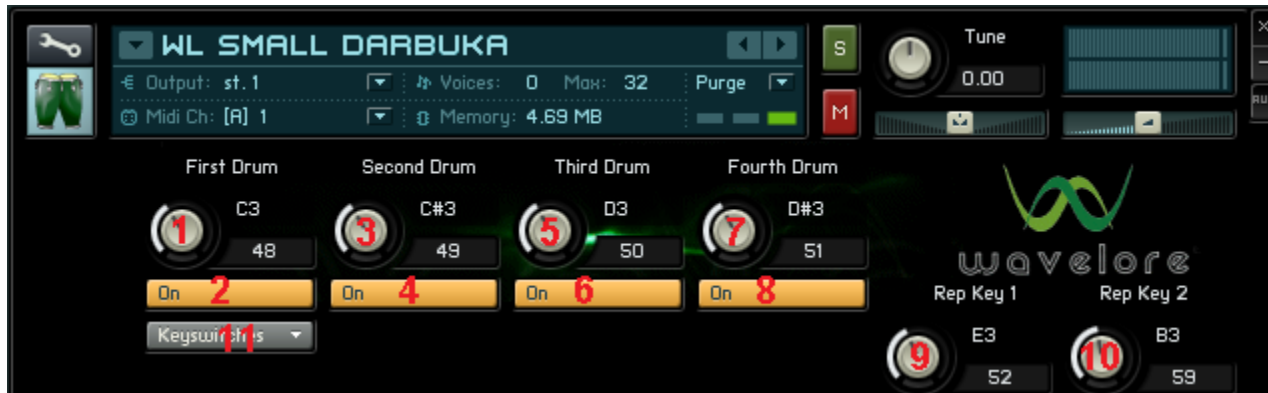 WL SMALL DARBUKA
S
Tune
Output: st. 1
Voices: 0 Max: 32
Purge
0.00
Midi Ch: [A] 1
Memory: 4.69 MB
M
First Drum
Second Drum
Third Drum
Fourth Drum
C3
C#3
D3
D#3
1
3
5
7
48
49
50
51
wavelore
On 2
On 4
On 6
On 8
Rep Key 1
Rep Key 2
Keyswitches
11
E3
B3
9
10
52
59